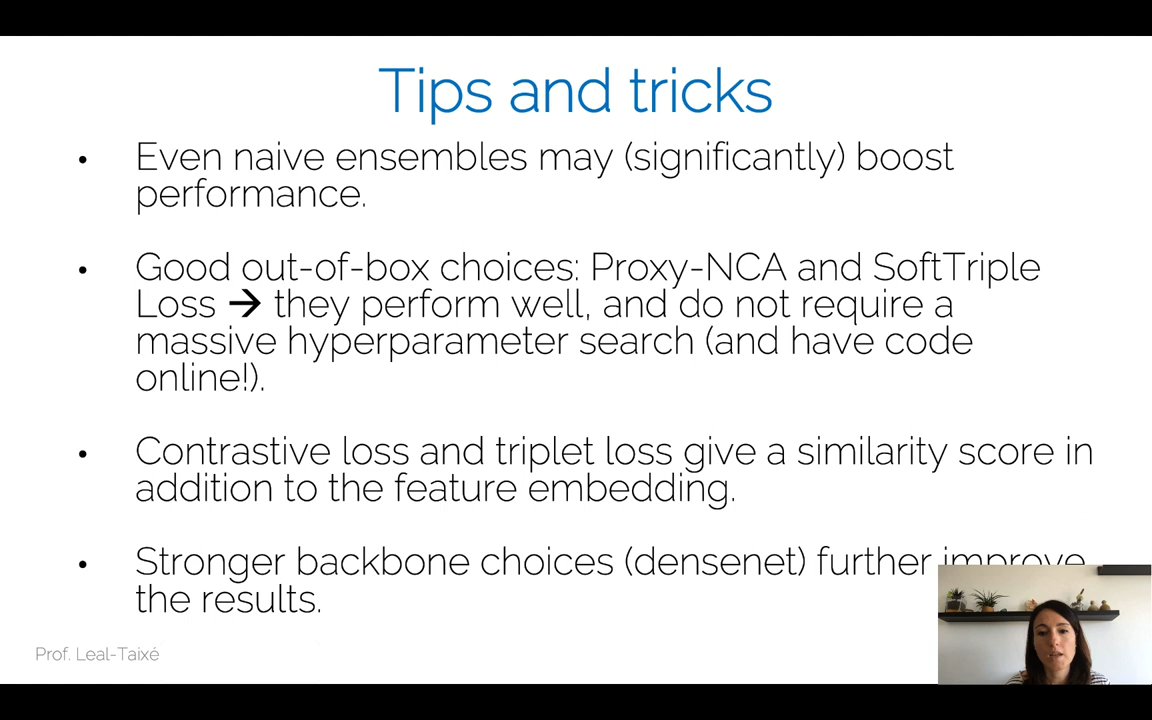 Tips and tricks
• Even naive ensembles may (significantly) boost
performance.
• Good out-of-box choices: Proxy-NCA and SoftTriple
Loss → they perform well, and do not require a
massive hyperparameter search (and have code
online!).
• Contrastive loss and triplet loss give a similarity score in
addition to the feature embedding.
• Stronger backbone choices (densenet) further improve
the results.
Prof. Leal-Taixé